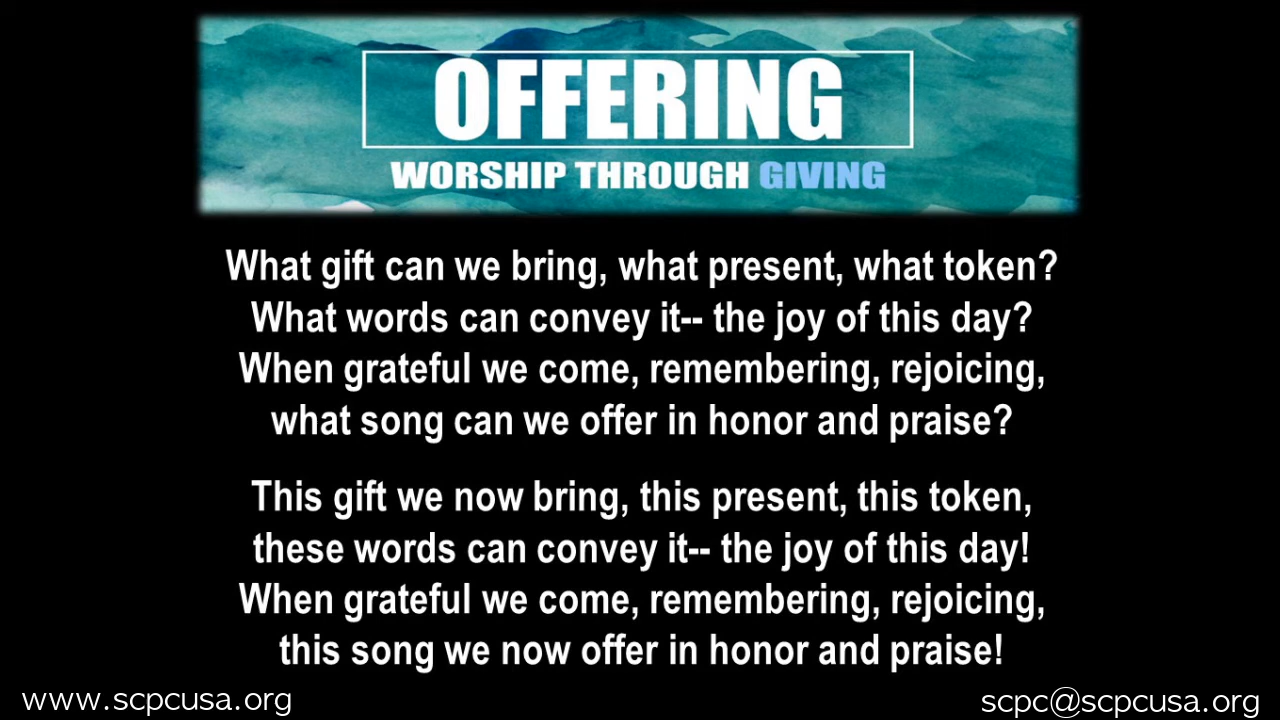 OFFERING
WORSHIP THROUGH GIVING
What gift can we bring, what present, what token?
What words can convey it-- the joy of this day?
When grateful we come, remembering, rejoicing,
what song can we offer in honor and praise?
This gift we now bring, this present, this token,
these words can convey it-- the joy of this day!
When grateful we come, remembering, rejoicing,
this song we now offer in honor and praise!
www.scpcusa.org
scpc@scpcusa.org